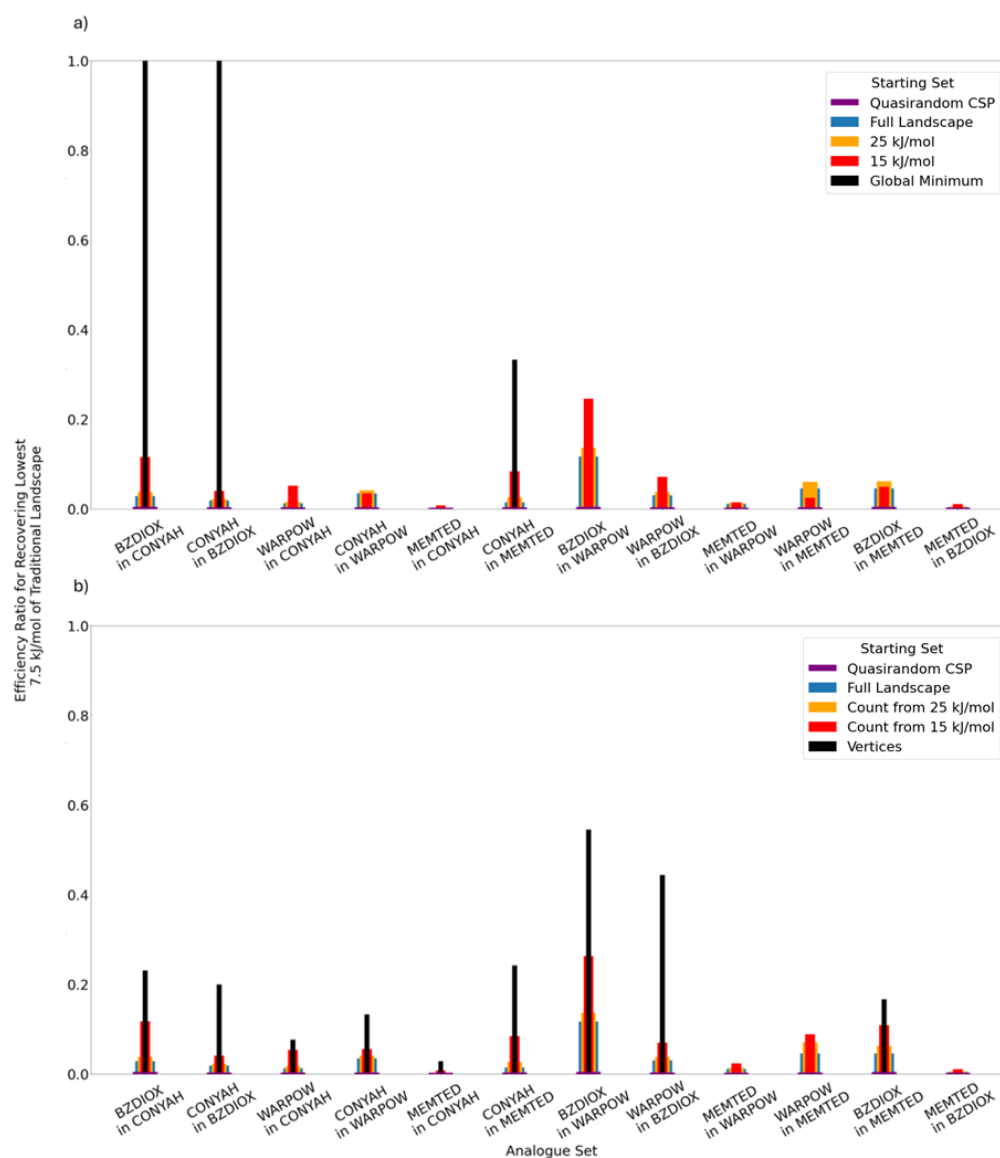 a)
1.0
0.8
0.6
0.4
0.2
0.0
Starting Set
Quasirandom CSP
Full Landscape
25 kJ/mol
15 kJ/mol
Global Minimum
BZDIOX
in CONYAH
CONYAH
in BZDIOX
WARPOW
in CONYAH
CONYAH
in WARPOW
MEMTED
in CONYAH
CONYAH
in MEMTED
BZDIOX
in WARPOW
WARPOW
in BZDIOX
MEMTED
in WARPOW
WARPOW
in MEMTED
BZDIOX
in MEMTED
MEMTED
in BZDIOX
Efficiency Ratio for Recovering Lowest
7.5 kJ/mol of Traditional Landscape
b)
1.0
0.8
0.6
0.4
0.2
0.0
Starting Set
Quasirandom CSP
Full Landscape
Count from 25 kJ/mol
Count from 15 kJ/mol
Vertices
BZDIOX
in CONYAH
CONYAH
in BZDIOX
WARPOW
in CONYAH
CONYAH
in WARPOW
MEMTED
in CONYAH
CONYAH
in MEMTED
BZDIOX
in WARPOW
WARPOW
in BZDIOX
MEMTED
in WARPOW
WARPOW
in MEMTED
BZDIOX
in MEMTED
MEMTED
in BZDIOX
Analogue Set